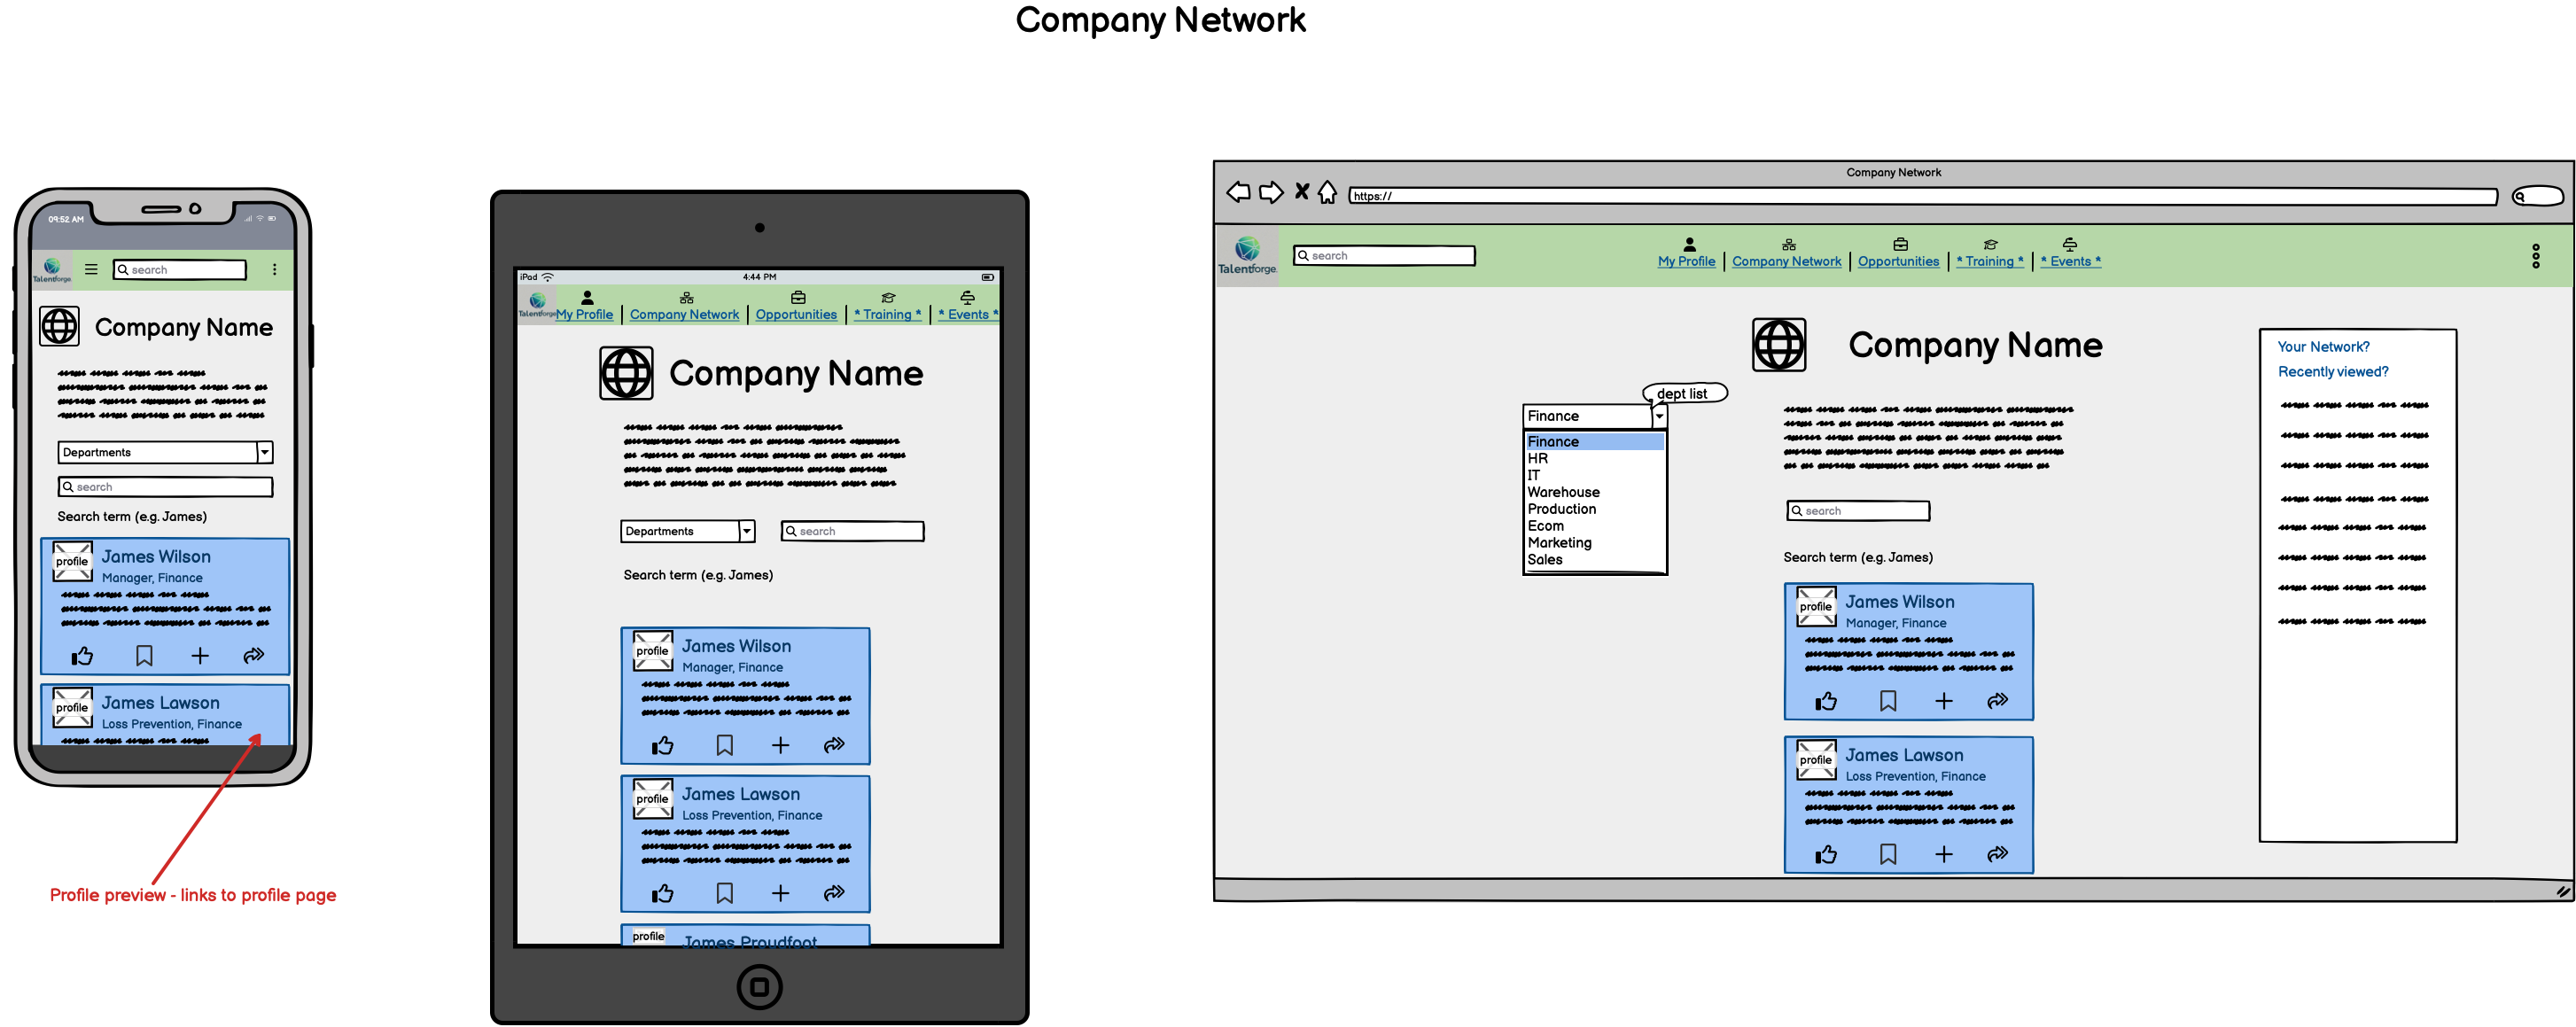 Company Network
09:52 AM
Talentforge.
search
Company Name
Departments
search
Search term (e.g. James)
profile
James Wilson
Manager, Finance
profile
James Lawson
Loss Prevention, Finance
Profile preview - links to profile page
iPad
4:44 PM
Talentforge
My Profile
Company Network
Opportunities
* Training *
* Events *
Company Name
Departments
search
Search term (e.g. James)
profile
James Wilson
Manager, Finance
profile
James Lawson
Loss Prevention, Finance
profile
James Proudfoot
Company Network
https://
Talentforge.
search
My Profile
Company Network
Opportunities
* Training *
* Events *
Company Name
dept list
Finance
Finance
HR
IT
Warehouse
Production
Ecom
Marketing
Sales
search
Search term (e.g. James)
profile
James Wilson
Manager, Finance
profile
James Lawson
Loss Prevention, Finance
Your Network?
Recently viewed?